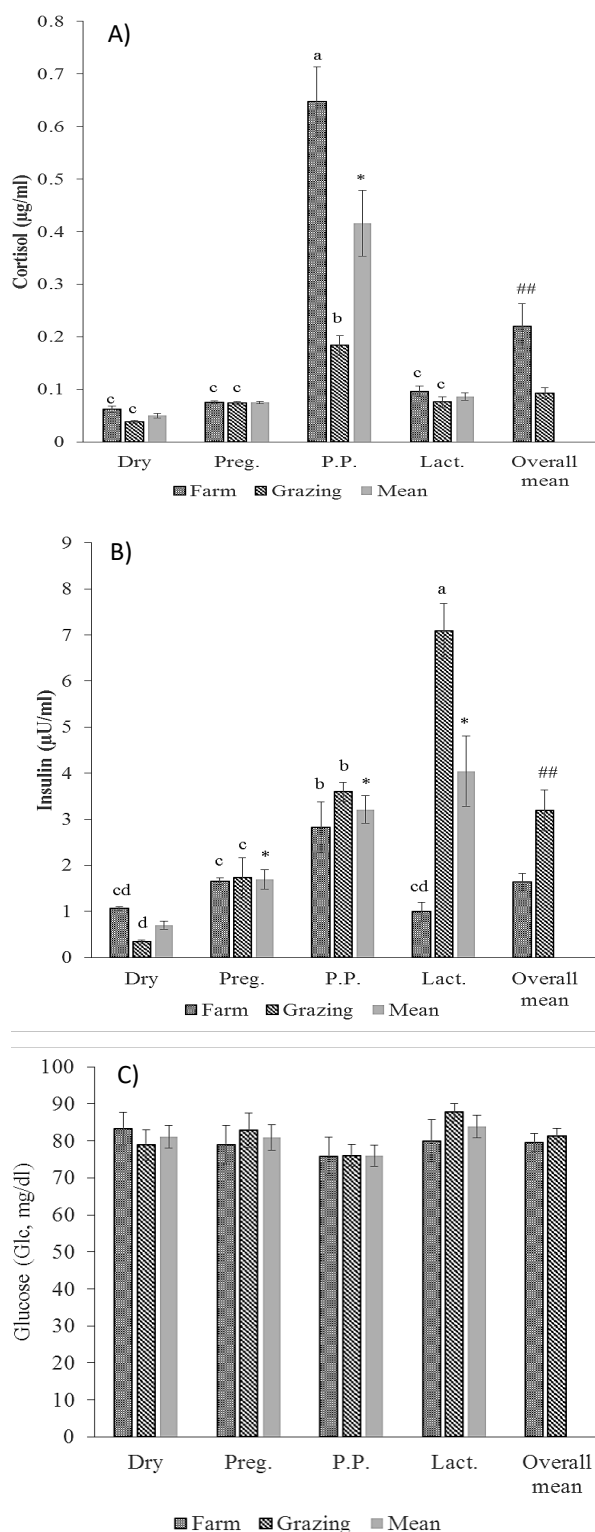 A)
Cortisol (µg/ml)
0.8
0.7
0.6
0.5
0.4
0.3
0.2
0.1
0
c c
c c
a
b
*
c c
##
Dry Preg. P.P. Lact. Overall mean
Farm Grazing Mean
B)
Insulin (µU/ml)
9
8
7
6
5
4
3
2
1
0
cd
d
c c *
b b *
cd
a
*
##
Dry Preg. P.P. Lact. Overall mean
Farm Grazing Mean
C)
Glucose (Glc, mg/dl)
100
90
80
70
60
50
40
30
20
10
0
Dry Preg. P.P. Lact. Overall mean
Farm Grazing Mean